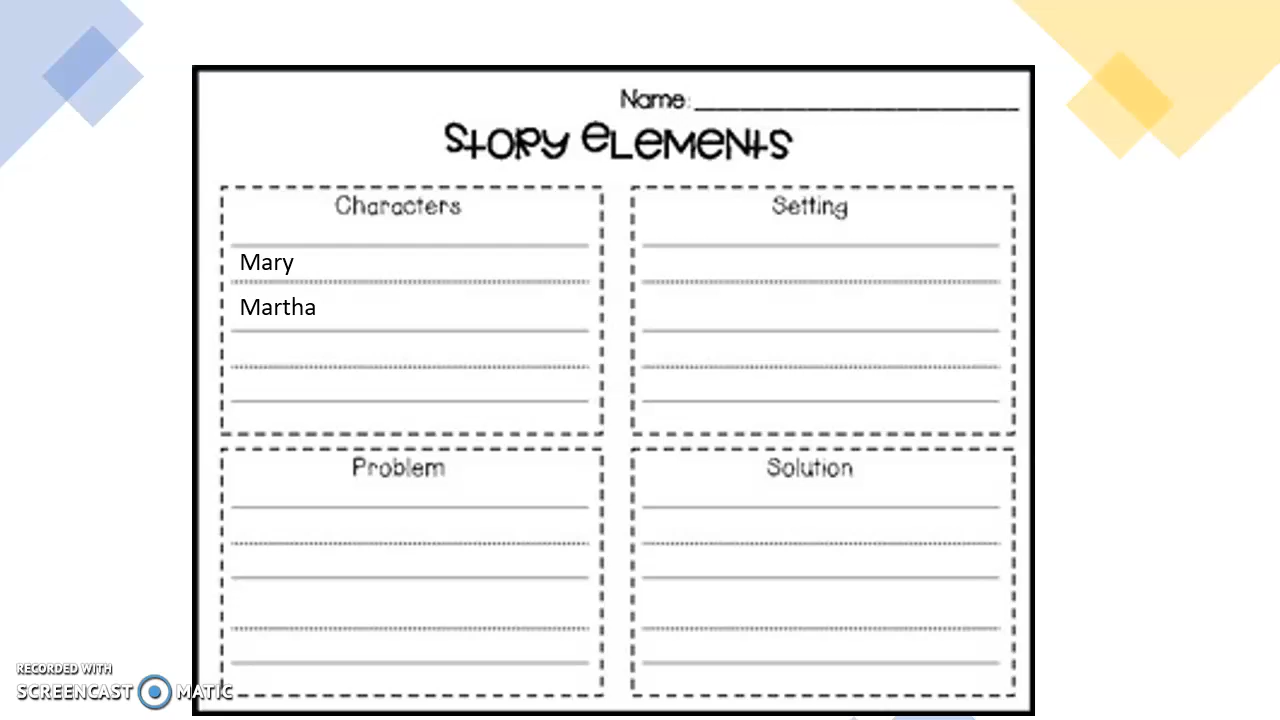 Name:
Story Elements
Characters
Setting
Mary
Martha
Problem
Solution
RECORDED WITH
SCREENCAST MATIC